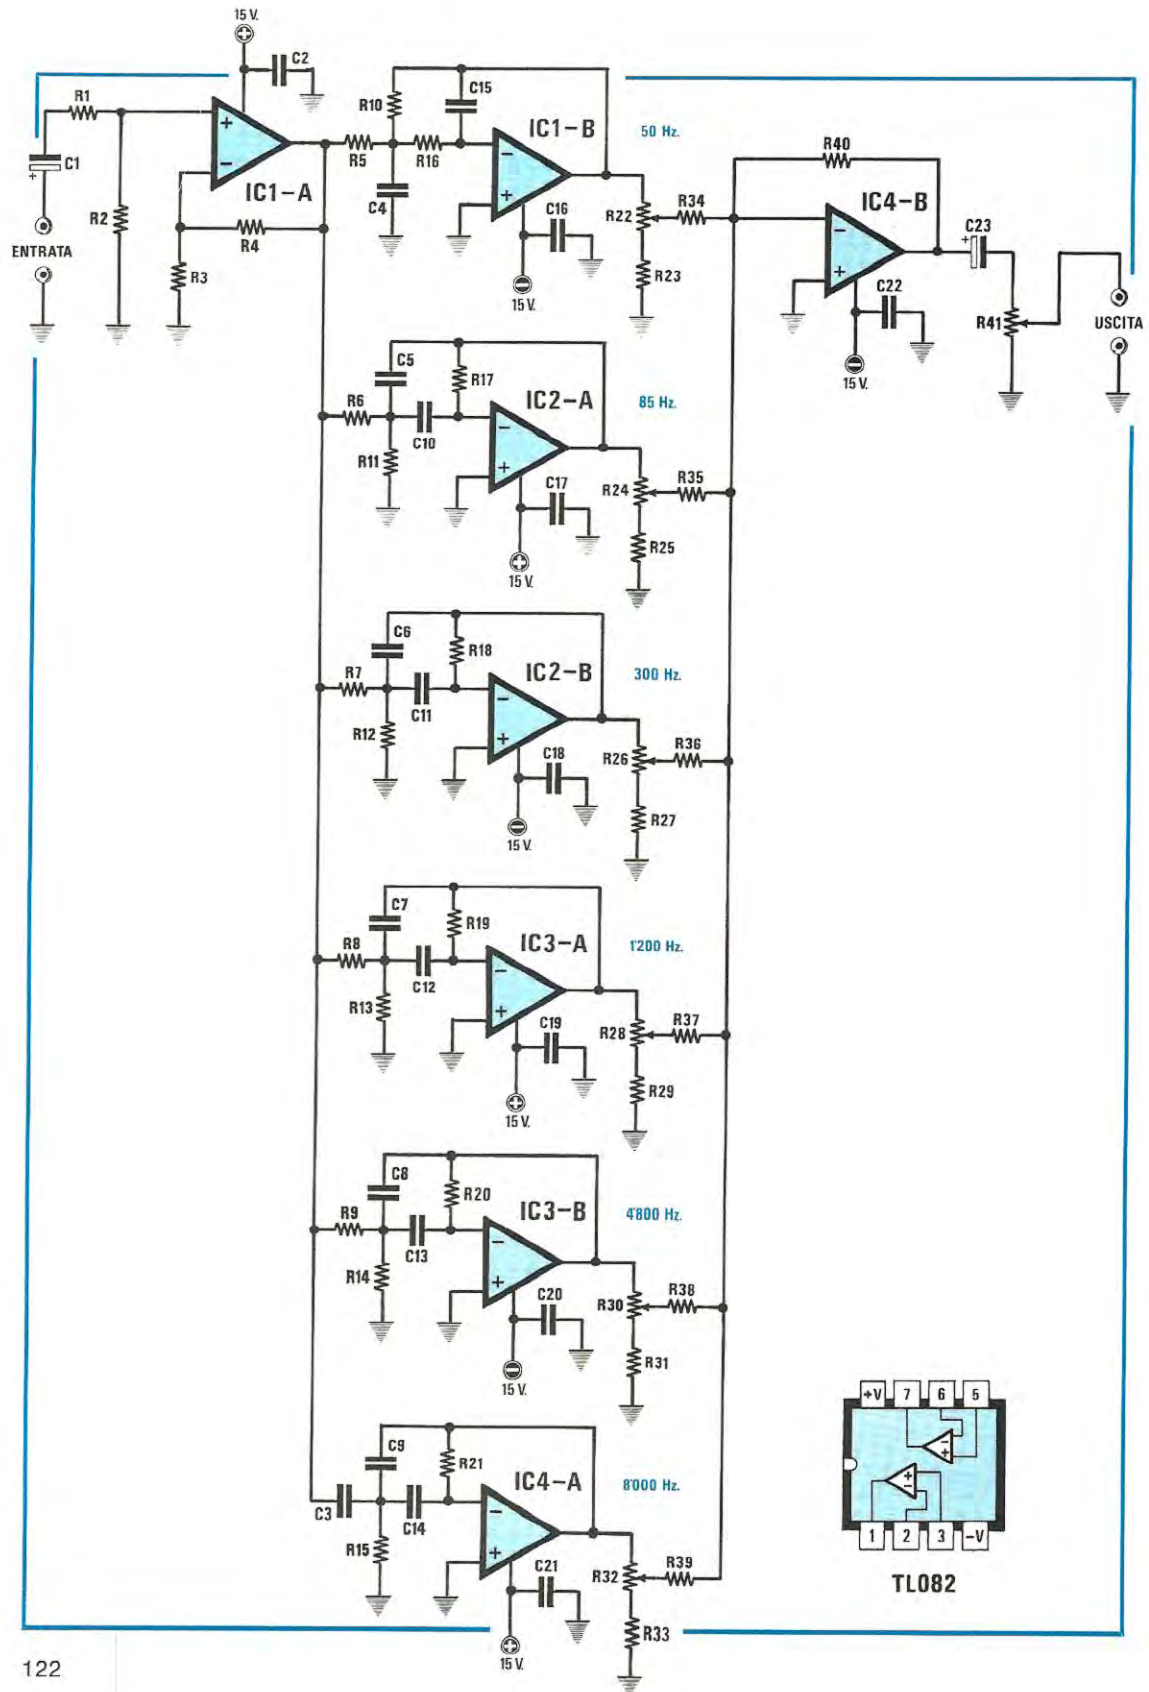 15 V.
C2
R1
C1
R2
ENTRATA
IC1-A
R4
R3
R10
C15
R5
R16
C4
IC1-B
50 Hz.
C16
15 V.
R22
R34
R23
R40
IC4-B
C23
C22
15 V.
R41
USCITA
C5
R17
R6
C10
R11
IC2-A
85 Hz.
C17
15 V.
R24
R35
R25
C6
R18
R7
C11
R12
IC2-B
300 Hz.
C18
15 V.
R26
R36
R27
C7
R19
R8
C12
R13
IC3-A
1'200 Hz.
C19
15 V.
R28
R37
R29
C8
R20
R9
C13
R14
IC3-B
4'800 Hz.
C20
15 V.
R30
R38
R31
C9
R21
C3
C14
R15
IC4-A
8'000 Hz.
C21
15 V.
R32
R39
R33
+V 7 6 5
1 2 3 -V
TL082
122